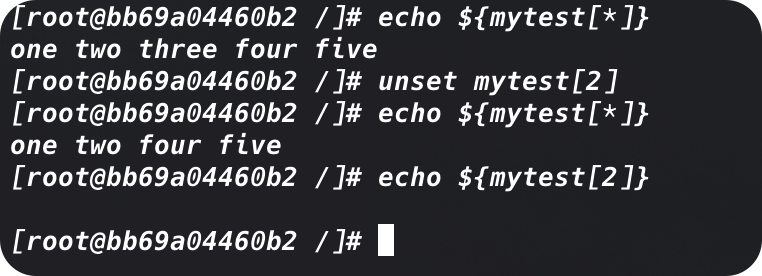 [root@bb69a04460b2 /]# echo ${mytest[*]}
one two three four five
[root@bb69a04460b2 /]# unset mytest[2]
[root@bb69a04460b2 /]# echo ${mytest[*]}
one two four five
[root@bb69a04460b2 /]# echo ${mytest[2]}

[root@bb69a04460b2 /]#